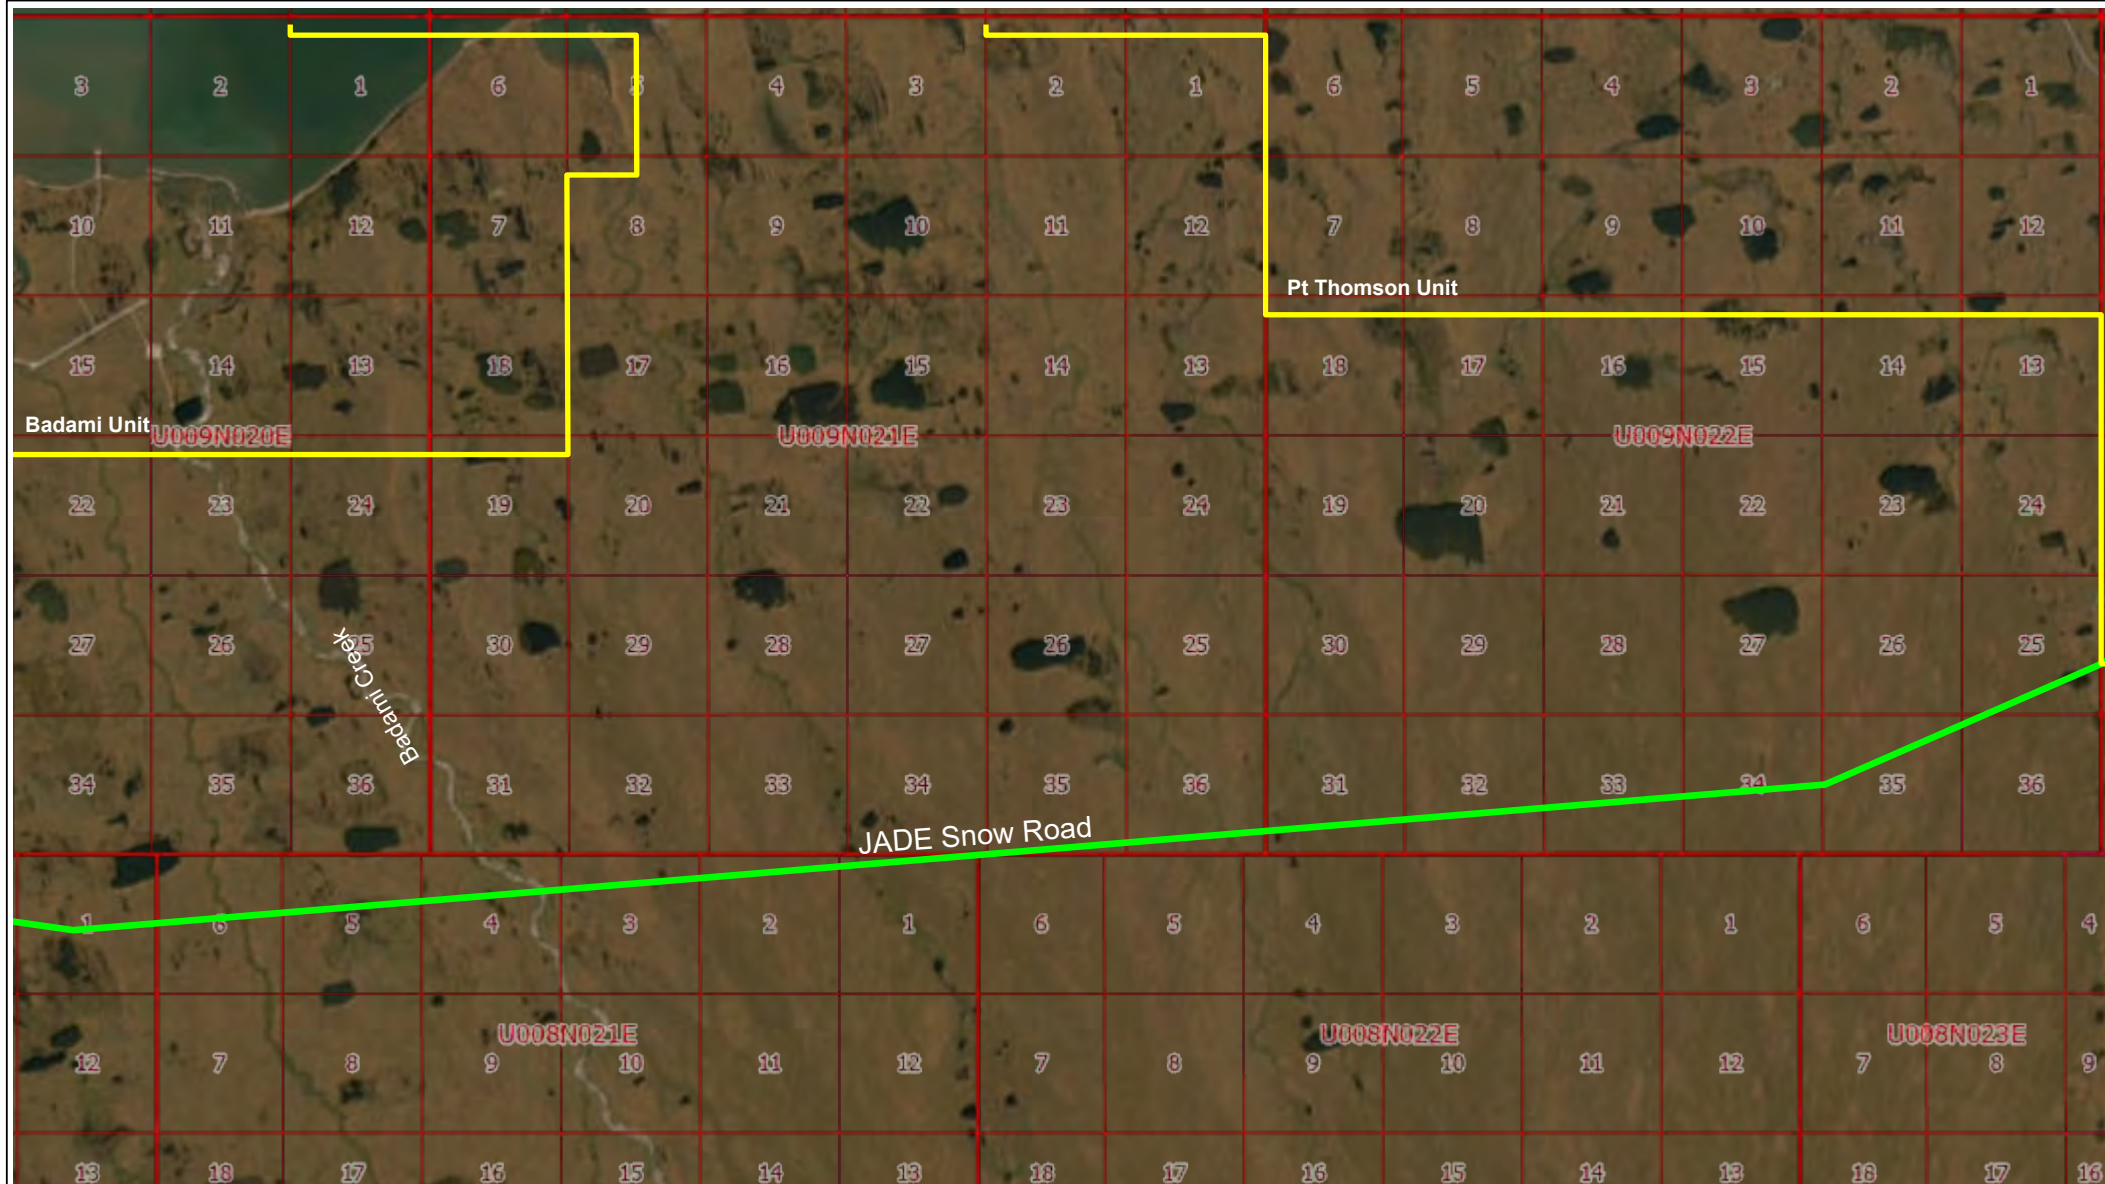 3 2 1 6 5 4 3 2 1 6 5 4 3 2 1
10 11 12 7 8 9 10 11 12 7 8 9 10 11 12
Pt Thomson Unit
15 14 13 18 17 16 15 14 13 18 17 16 15 14 13
Badami Unit
U009N020E U009N021E U009N022E
22 23 24 19 20 21 22 23 24 19 20 21 22 23 24
27 26 25 30 29 28 27 26 25 30 29 28 27 26 25
Badami Creek
34 35 36 31 32 33 34 35 36 31 32 33 34 35 36
JADE Snow Road
1 6 5 4 3 2 1 6 5 4 3 2 1 6 5 4
U008N021E U008N022E U008N023E
12 7 8 9 10 11 12 7 8 9 10 11 12 7 8 9
13 18 17 16 15 14 13 18 17 16 15 14 13 18 17 16